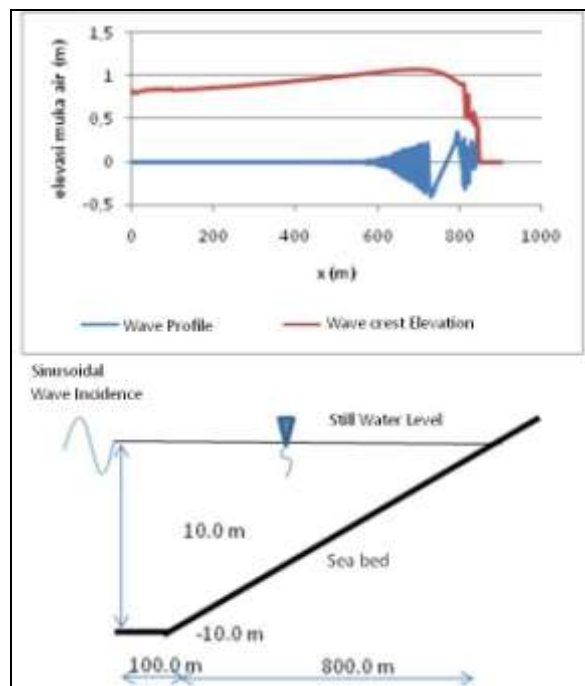 1,5
1
0,5
0
-0,5
elevasi muka air (m)
0 200 400 600 800 1000
x (m)
Wave Profile Wave crest Elevation
Sinusoidal
Wave Incidence
Still Water Level
10.0 m
Sea bed
-10.0 m
100.0 m 800.0 m